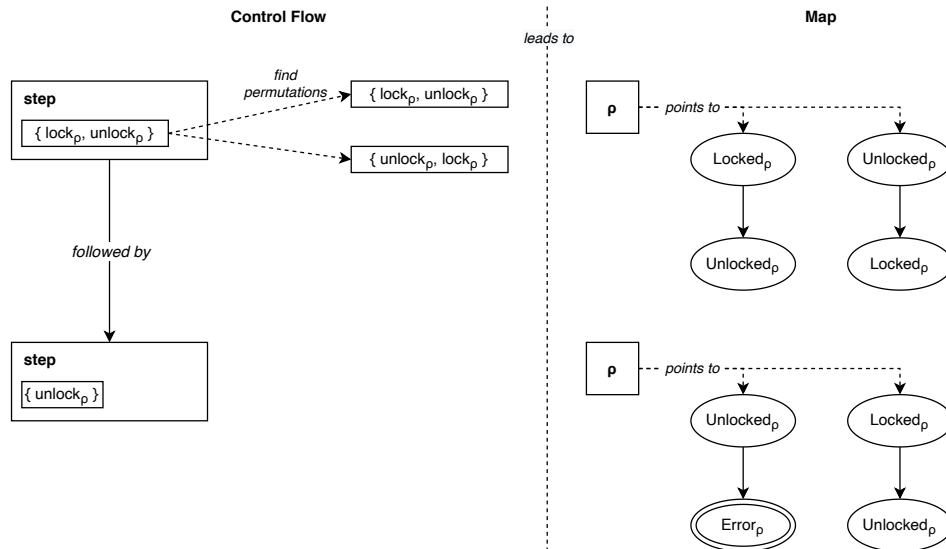 Control Flow
Map
leads to
step
{ lockρ, unlockρ }
find
permutations
{ lockρ, unlockρ }
{ unlockρ, lockρ }
followed by
step
{ unlockρ }
ρ
points to
Lockedρ
Unlockedρ
Unlockedρ
Lockedρ
ρ
points to
Unlockedρ
Lockedρ
Errorρ
Unlockedρ